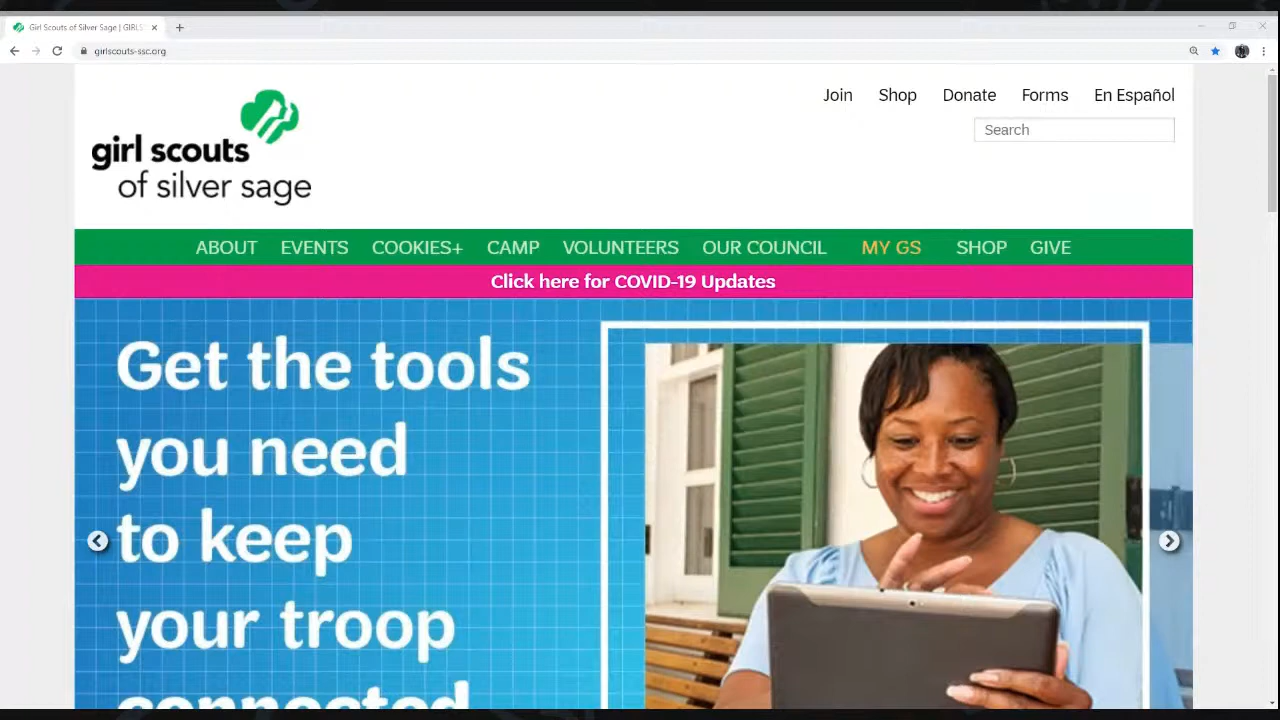 Girl Scouts of Silver Sage | GIRLS
girlscouts-ssc.org
Join Shop Donate Forms En Español
Search
girl scouts
of silver sage
ABOUT EVENTS COOKIES+ CAMP VOLUNTEERS OUR COUNCIL MY GS SHOP GIVE
Click here for COVID-19 Updates
Get the tools
you need
to keep
your troop
connected